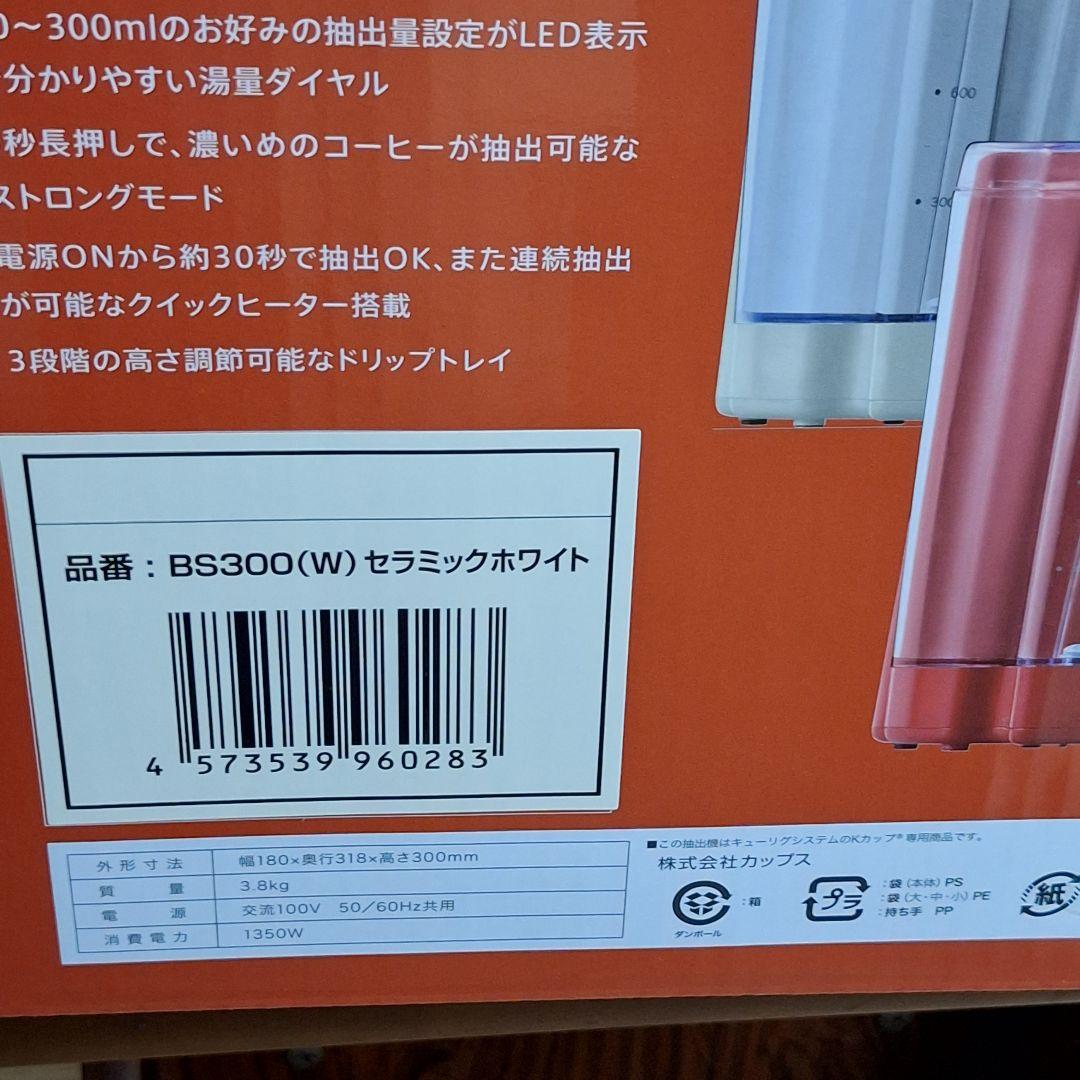 0～300mlのお好みの抽出量設定がLED表示
分かりやすい湯量ダイヤル
秒長押しで、濃いめのコーヒーが抽出可能な
ストロングモード
電源ONから約30秒で抽出OK、また連続抽出
が可能なクイックヒーター搭載
3段階の高さ調節可能なドリップトレイ
600
300
品番：BS300(W)セラミックホワイト
4 573539 960283
外形寸法 幅180×奥行318×高さ300mm
質量 3.8kg
電源 交流100V 50／60Hz共用
消費電力 1350W
■この抽出機はキューリグシステムのKカップ®専用商品です。
株式会社カップス
：箱
ダンボール
プラ
：袋（本体）PS
：袋（大・中・小）PE
：持ち手 PP
紙